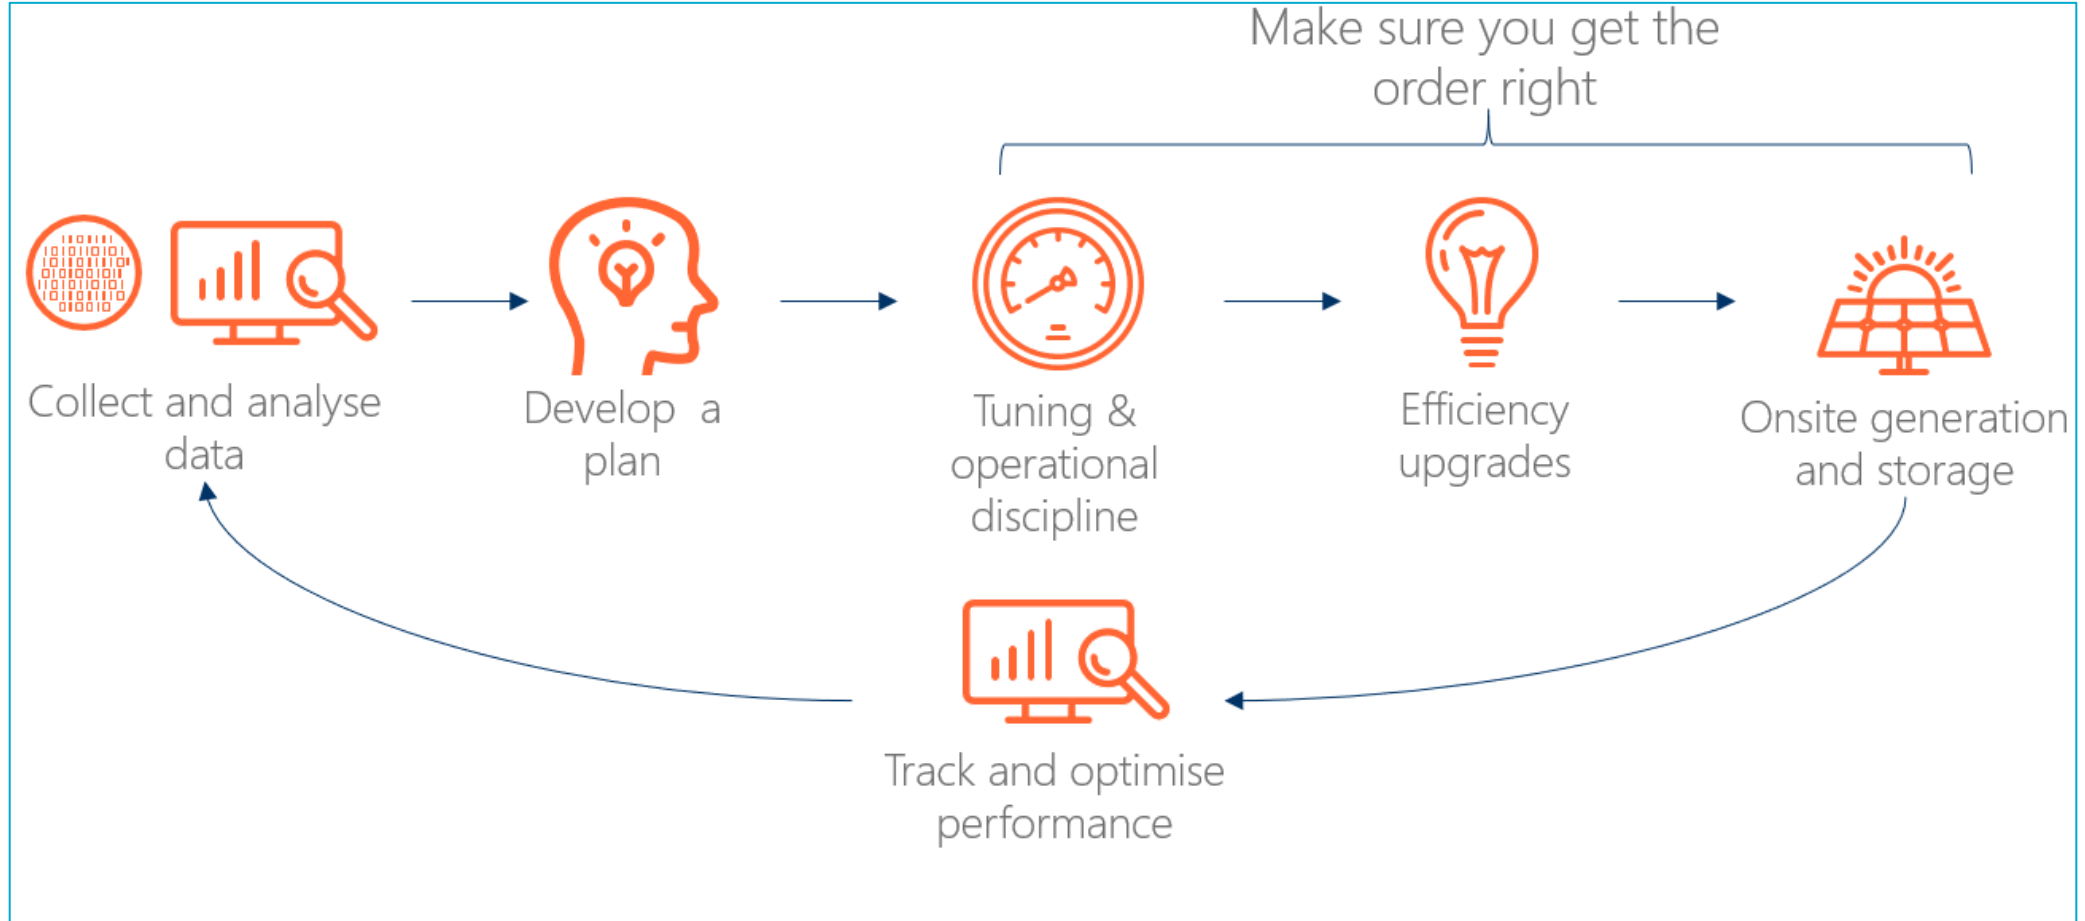 Make sure you get the
order right
Collect and analyse
data
Develop a
plan
Tuning &
operational
discipline
Efficiency
upgrades
Onsite generation
and storage
Track and optimise
performance